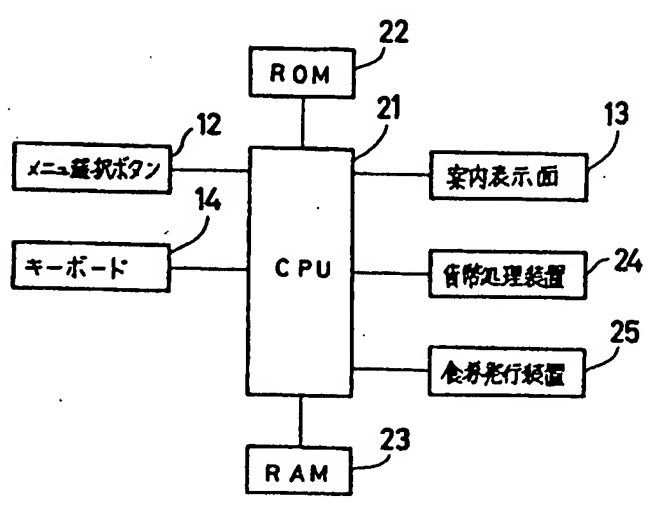 22
ROM
21
12
メニュ選択ボタン
13
案内表示面
14
キーボード
CPU
貨幣処理装置
24
食券発行装置
25
23
RAM